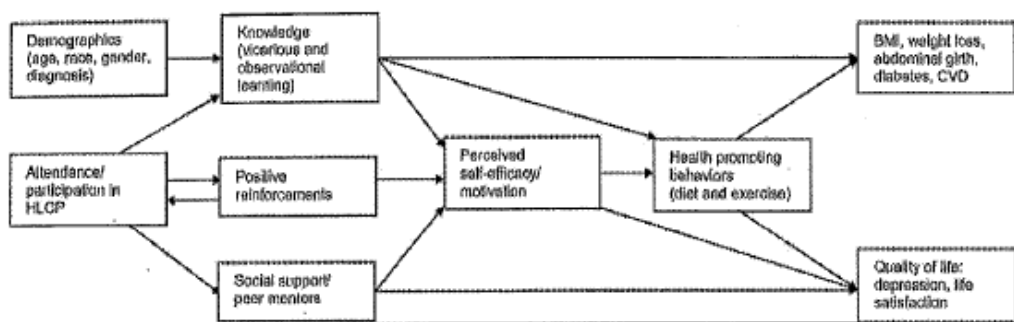 Demographics
(age, race, gender,
diagnosis)
Knowledge
(vicarious and
observational
learning)
BMI, weight loss,
abdominal girth,
diabetes, CVD
Attendance/
participation in
HLCP
Positive
reinforcements
Perceived
self-efficacy/
motivation
Health promoting
behaviors
(diet and exercise)
Social support/
peer mentors
Quality of life:
depression, life
satisfaction